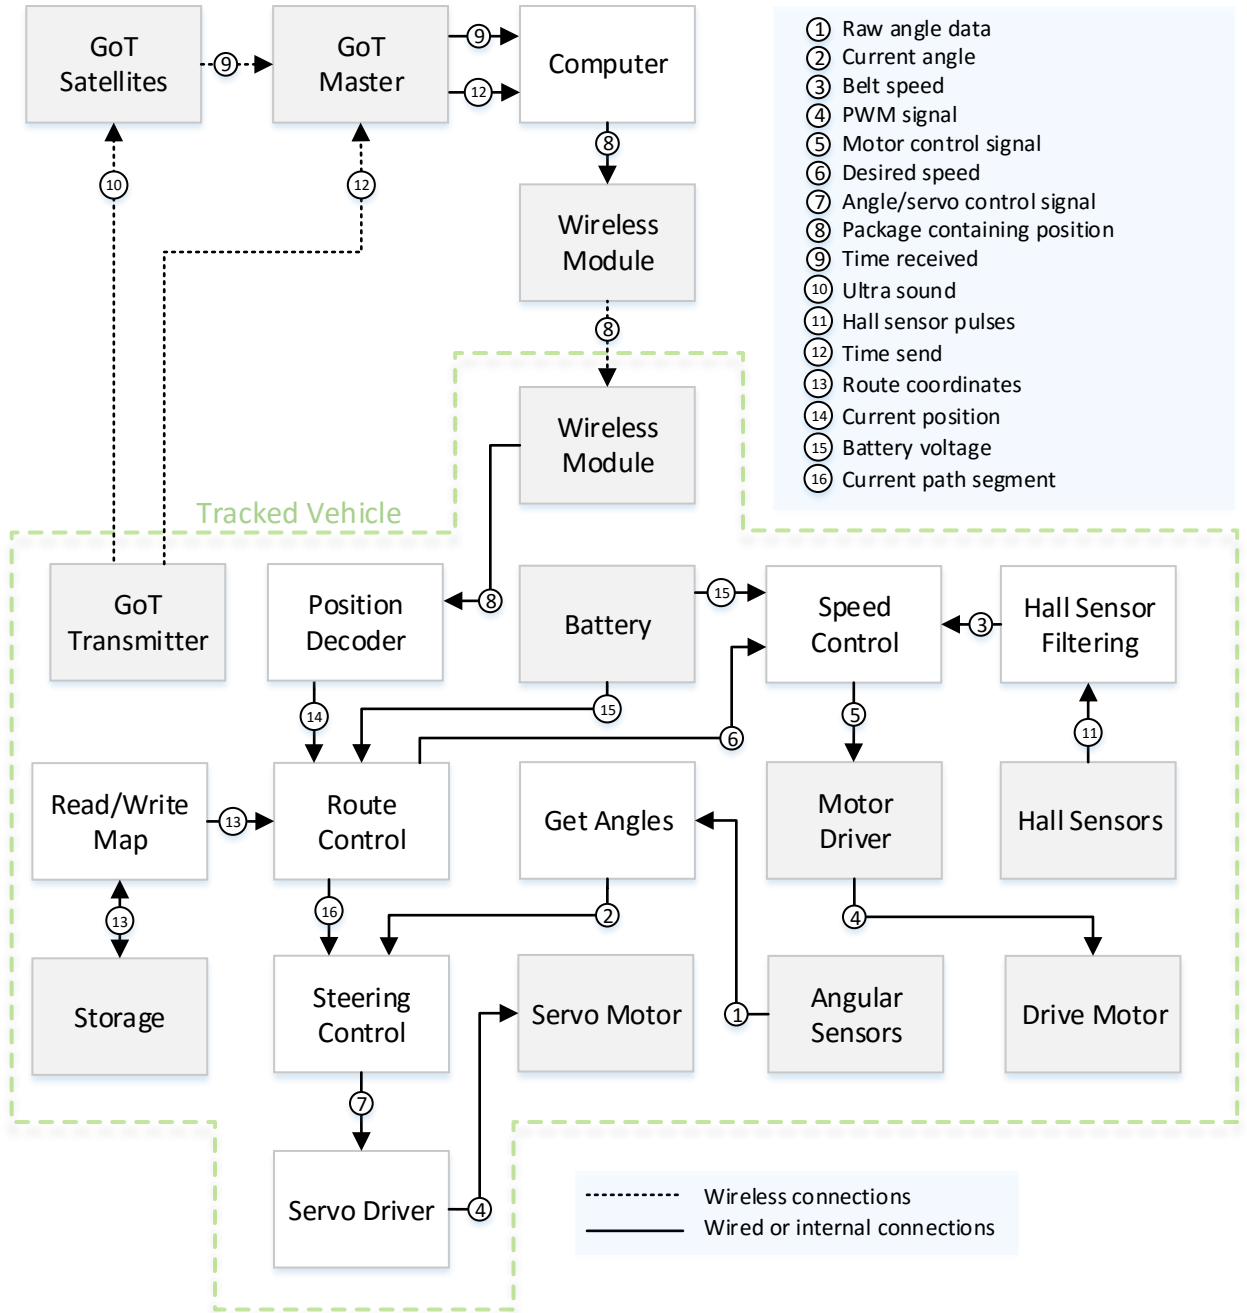 GoT
Satellites
9
GoT
Master
9
12
Computer
10
12
8
Wireless
Module
8
1 Raw angle data
2 Current angle
3 Belt speed
4 PWM signal
5 Motor control signal
6 Desired speed
7 Angle/servo control signal
8 Package containing position
9 Time received
10 Ultra sound
11 Hall sensor pulses
12 Time send
13 Route coordinates
14 Current position
15 Battery voltage
16 Current path segment
Wireless
Module
Tracked Vehicle
GoT
Transmitter
Position
Decoder
8
Battery
15
Speed
Control
3
Hall Sensor
Filtering
14
15
6
5
11
Read/Write
Map
13
Route
Control
Get Angles
Motor
Driver
Hall Sensors
13
16
2
4
Storage
Steering
Control
Servo Motor
1
Angular
Sensors
Drive Motor
7
Servo Driver
4
Wireless connections
Wired or internal connections